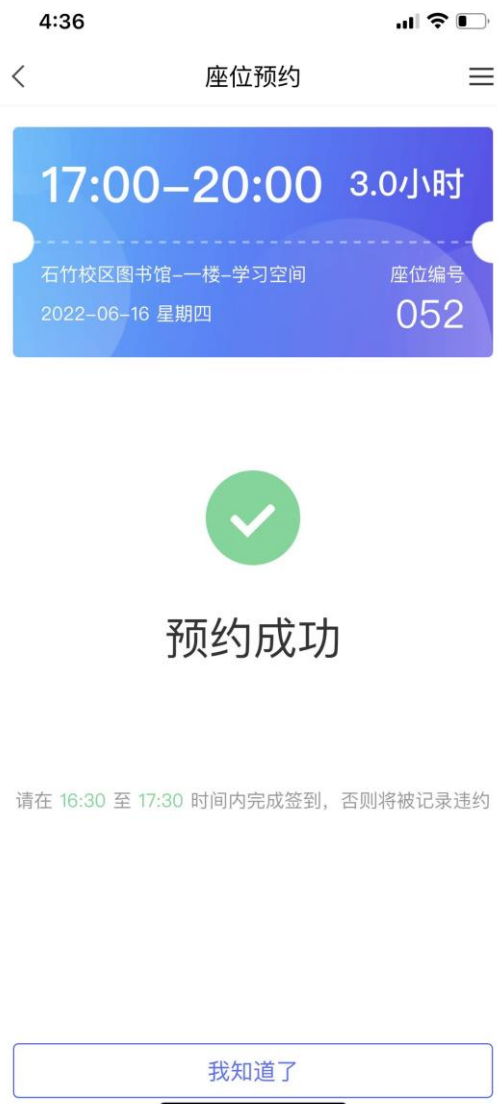 4:36
座位预约
17:00–20:00 3.0小时
石竹校区图书馆–一楼–学习空间 座位编号
2022–06–16 星期四 052
预约成功
请在 16:30 至 17:30 时间内完成签到，否则将被记录违约
我知道了